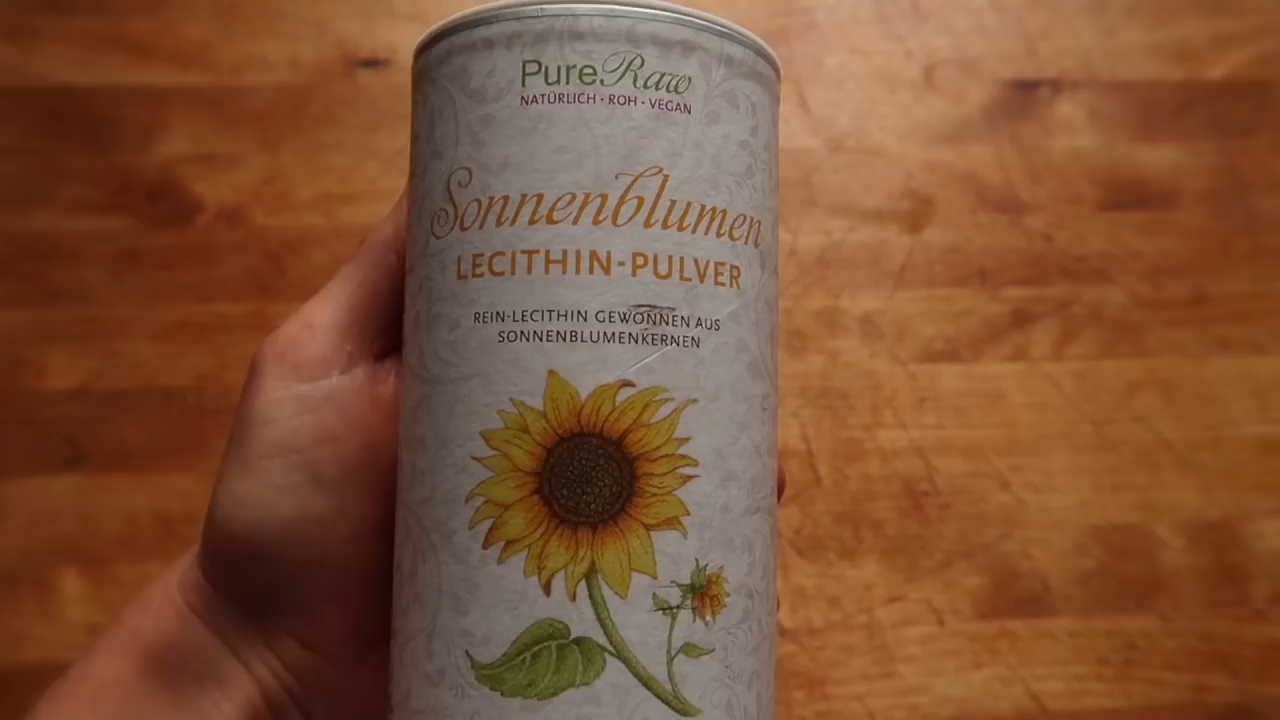 PureRaw
NATÜRLICH · ROH · VEGAN
Sonnenblumen
LECITHIN-PULVER
REIN-LECITHIN GEWONNEN AUS
SONNENBLUMENKERNEN